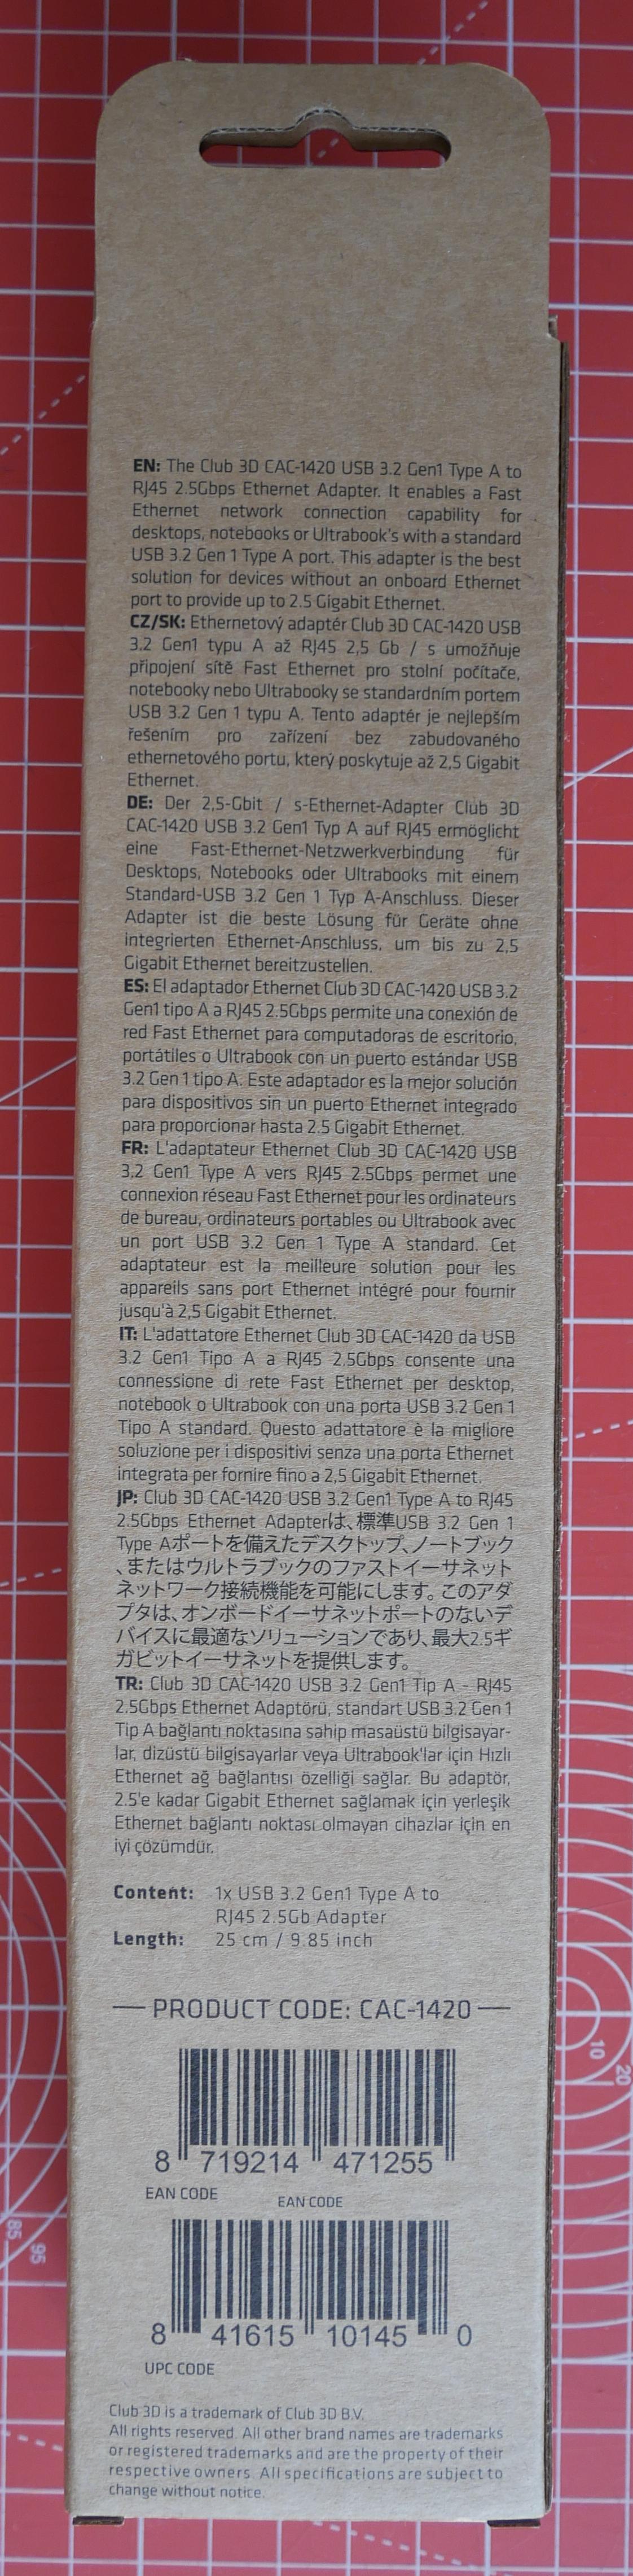 EN: The Club 3D CAC-1420 USB 3.2 Gen1 Type A to
RJ45 2.5Gbps Ethernet Adapter. It enables a Fast
Ethernet network connection capability for
desktops, notebooks or Ultrabook's with a standard
USB 3.2 Gen 1 Type A port. This adapter is the best
solution for devices without an onboard Ethernet
port to provide up to 2.5 Gigabit Ethernet.
CZ/SK: Ethernetový adaptér Club 3D CAC-1420 USB
3.2 Gen1 typu A až RJ45 2,5 Gb / s umožňuje
připojení sítě Fast Ethernet pro stolní počítače,
notebooky nebo Ultrabooky se standardním portem
USB 3.2 Gen 1 typu A. Tento adaptér je nejlepším
řešením pro zařízení bez zabudovaného
ethernetového portu, který poskytuje až 2,5 Gigabit
Ethernet.
DE: Der 2,5-Gbit / s-Ethernet-Adapter Club 3D
CAC-1420 USB 3.2 Gen1 Typ A auf RJ45 ermöglicht
eine Fast-Ethernet-Netzwerkverbindung für
Desktops, Notebooks oder Ultrabooks mit einem
Standard-USB 3.2 Gen 1 Typ A-Anschluss. Dieser
Adapter ist die beste Lösung für Geräte ohne
integrierten Ethernet-Anschluss, um bis zu 2,5
Gigabit Ethernet bereitzustellen.
ES: El adaptador Ethernet Club 3D CAC-1420 USB 3.2
Gen1 tipo A a RJ45 2.5Gbps permite una conexión de
red Fast Ethernet para computadoras de escritorio,
portátiles o Ultrabook con un puerto estándar USB
3.2 Gen 1 tipo A. Este adaptador es la mejor solución
para dispositivos sin un puerto Ethernet integrado
para proporcionar hasta 2.5 Gigabit Ethernet.
FR: L'adaptateur Ethernet Club 3D CAC-1420 USB
3.2 Gen1 Type A vers RJ45 2.5Gbps permet une
connexion réseau Fast Ethernet pour les ordinateurs
de bureau, ordinateurs portables ou Ultrabook avec
un port USB 3.2 Gen 1 Type A standard. Cet
adaptateur est la meilleure solution pour les
appareils sans port Ethernet intégré pour fournir
jusqu'à 2,5 Gigabit Ethernet.
IT: L'adattatore Ethernet Club 3D CAC-1420 da USB
3.2 Gen1 Tipo A a RJ45 2.5Gbps consente una
connessione di rete Fast Ethernet per desktop,
notebook o Ultrabook con una porta USB 3.2 Gen 1
Tipo A standard. Questo adattatore è la migliore
soluzione per i dispositivi senza una porta Ethernet
integrata per fornire fino a 2,5 Gigabit Ethernet.
JP: Club 3D CAC-1420 USB 3.2 Gen1 Type A to RJ45
2.5Gbps Ethernet Adapterは、標準USB 3.2 Gen 1
Type Aポートを備えたデスクトップ、ノートブック
、またはウルトラブックのファストイーサネット
ネットワーク接続機能を可能にします。このアダ
プタは、オンボードイーサネットポートのないデ
バイスに最適なソリューションであり、最大2.5ギ
ガビットイーサネットを提供します。
TR: Club 3D CAC-1420 USB 3.2 Gen1 Tip A - RJ45
2.5Gbps Ethernet Adaptörü, standart USB 3.2 Gen 1
Tip A bağlantı noktasına sahip masaüstü bilgisayar-
lar, dizüstü bilgisayarlar veya Ultrabook'lar için Hızlı
Ethernet ağ bağlantısı özelliği sağlar. Bu adaptör,
2.5'e kadar Gigabit Ethernet sağlamak için yerleşik
Ethernet bağlantı noktası olmayan cihazlar için en
iyi çözümdür.
Content: 1x USB 3.2 Gen1 Type A to
RJ45 2.5Gb Adapter
Length: 25 cm / 9.85 inch
PRODUCT CODE: CAC-1420
8 719214 471255
EAN CODE
EAN CODE
8 41615 10145 0
UPC CODE
Club 3D is a trademark of Club 3D B.V.
All rights reserved. All other brand names are trademarks
or registered trademarks and are the property of their
respective owners. All specifications are subject to
change without notice.
10
20
85
95